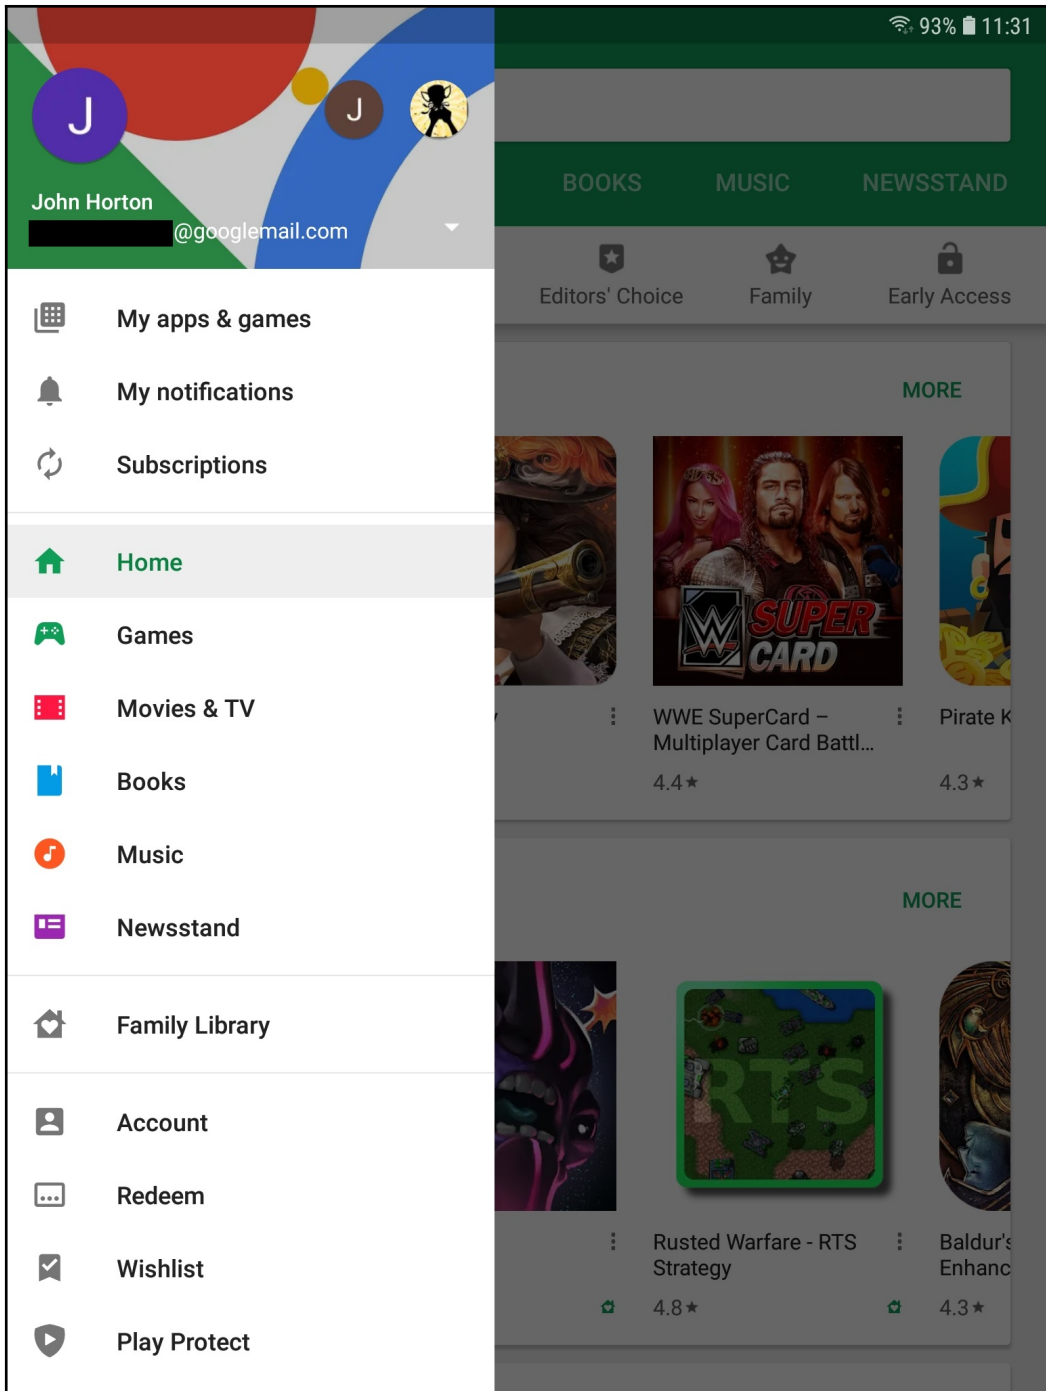 93% 11:31
J
J
John Horton
@googlemail.com
BOOKS MUSIC NEWSSTAND
Editors' Choice Family Early Access
My apps & games
My notifications
Subscriptions
Home
Games
Movies & TV
Books
Music
Newsstand
Family Library
Account
Redeem
Wishlist
Play Protect
MORE
W
SUPER
CARD
WWE SuperCard –
Multiplayer Card Battl...
4.4★
Pirate K
4.3★
MORE
RTS
Rusted Warfare - RTS
Strategy
4.8★
Baldur's
Enhanc
4.3★